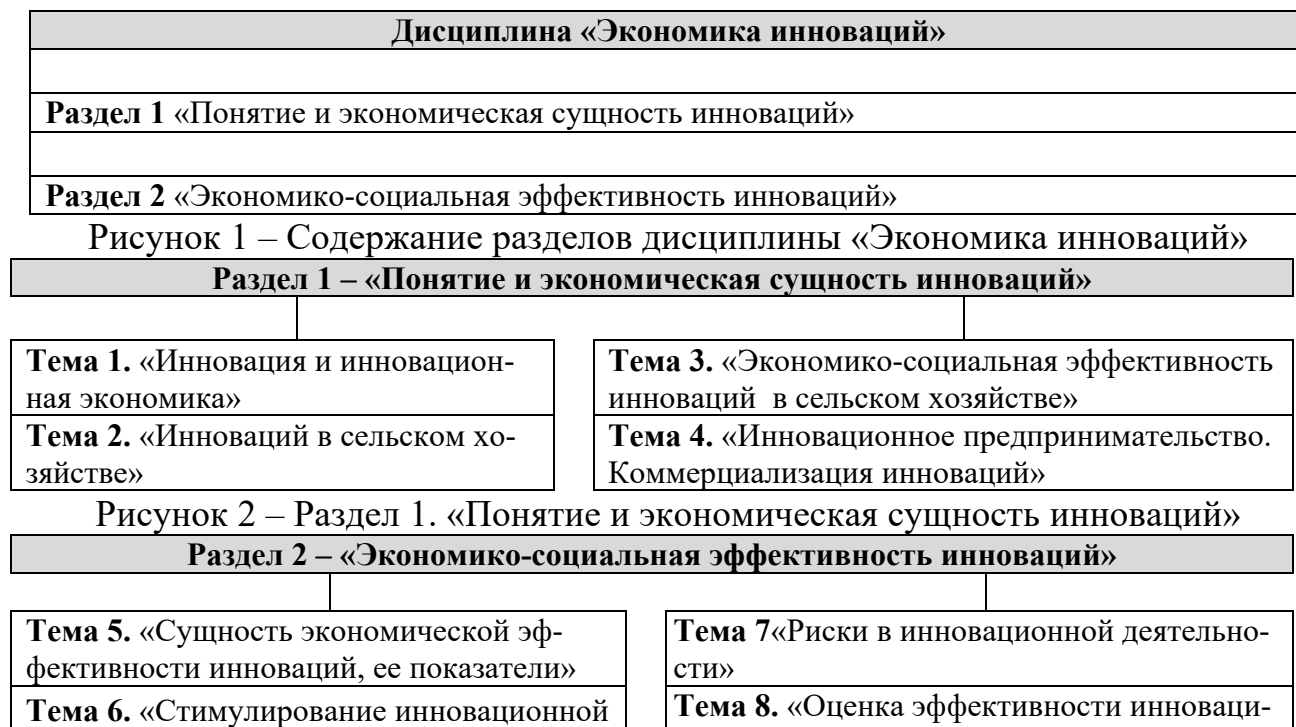 Дисциплина «Экономика инноваций»
Раздел 1 «Понятие и экономическая сущность инноваций»
Раздел 2 «Экономико-социальная эффективность инноваций»
Рисунок 1 – Содержание разделов дисциплины «Экономика инноваций»
Раздел 1 – «Понятие и экономическая сущность инноваций»
Тема 1. «Инновация и инновацион-
ная экономика»
Тема 2. «Инноваций в сельском хо-
зяйстве»
Тема 3. «Экономико-социальная эффективность
инноваций  в сельском хозяйстве»
Тема 4. «Инновационное предпринимательство.
Коммерциализация инноваций»
Рисунок 2 – Раздел 1. «Понятие и экономическая сущность инноваций»
Раздел 2 – «Экономико-социальная эффективность инноваций»
Тема 5. «Сущность экономической эф-
фективности инноваций, ее показатели»
Тема 6. «Стимулирование инновационной
Тема 7«Риски в инновационной деятельно-
сти»
Тема 8. «Оценка эффективности инноваци-